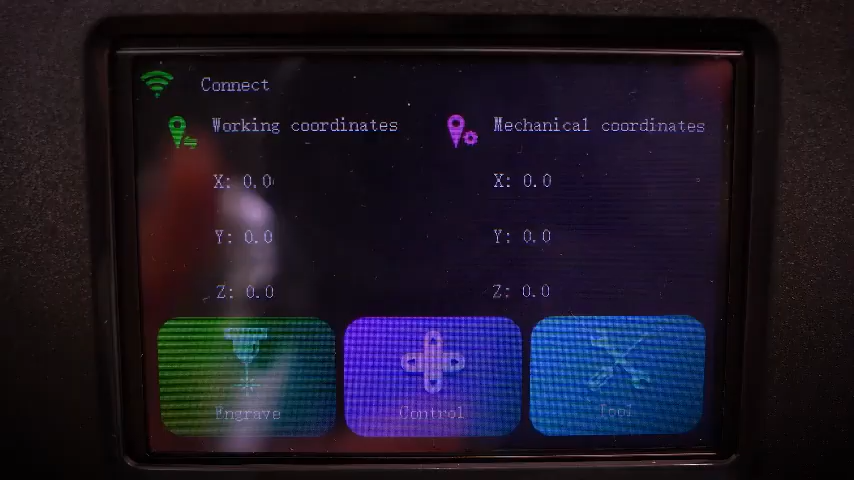 Connect
Working coordinates
Mechanical coordinates
X: 0.0
X: 0.0
Y: 0.0
Y: 0.0
Z: 0.0
Z: 0.0
Engrave
Control
Tool